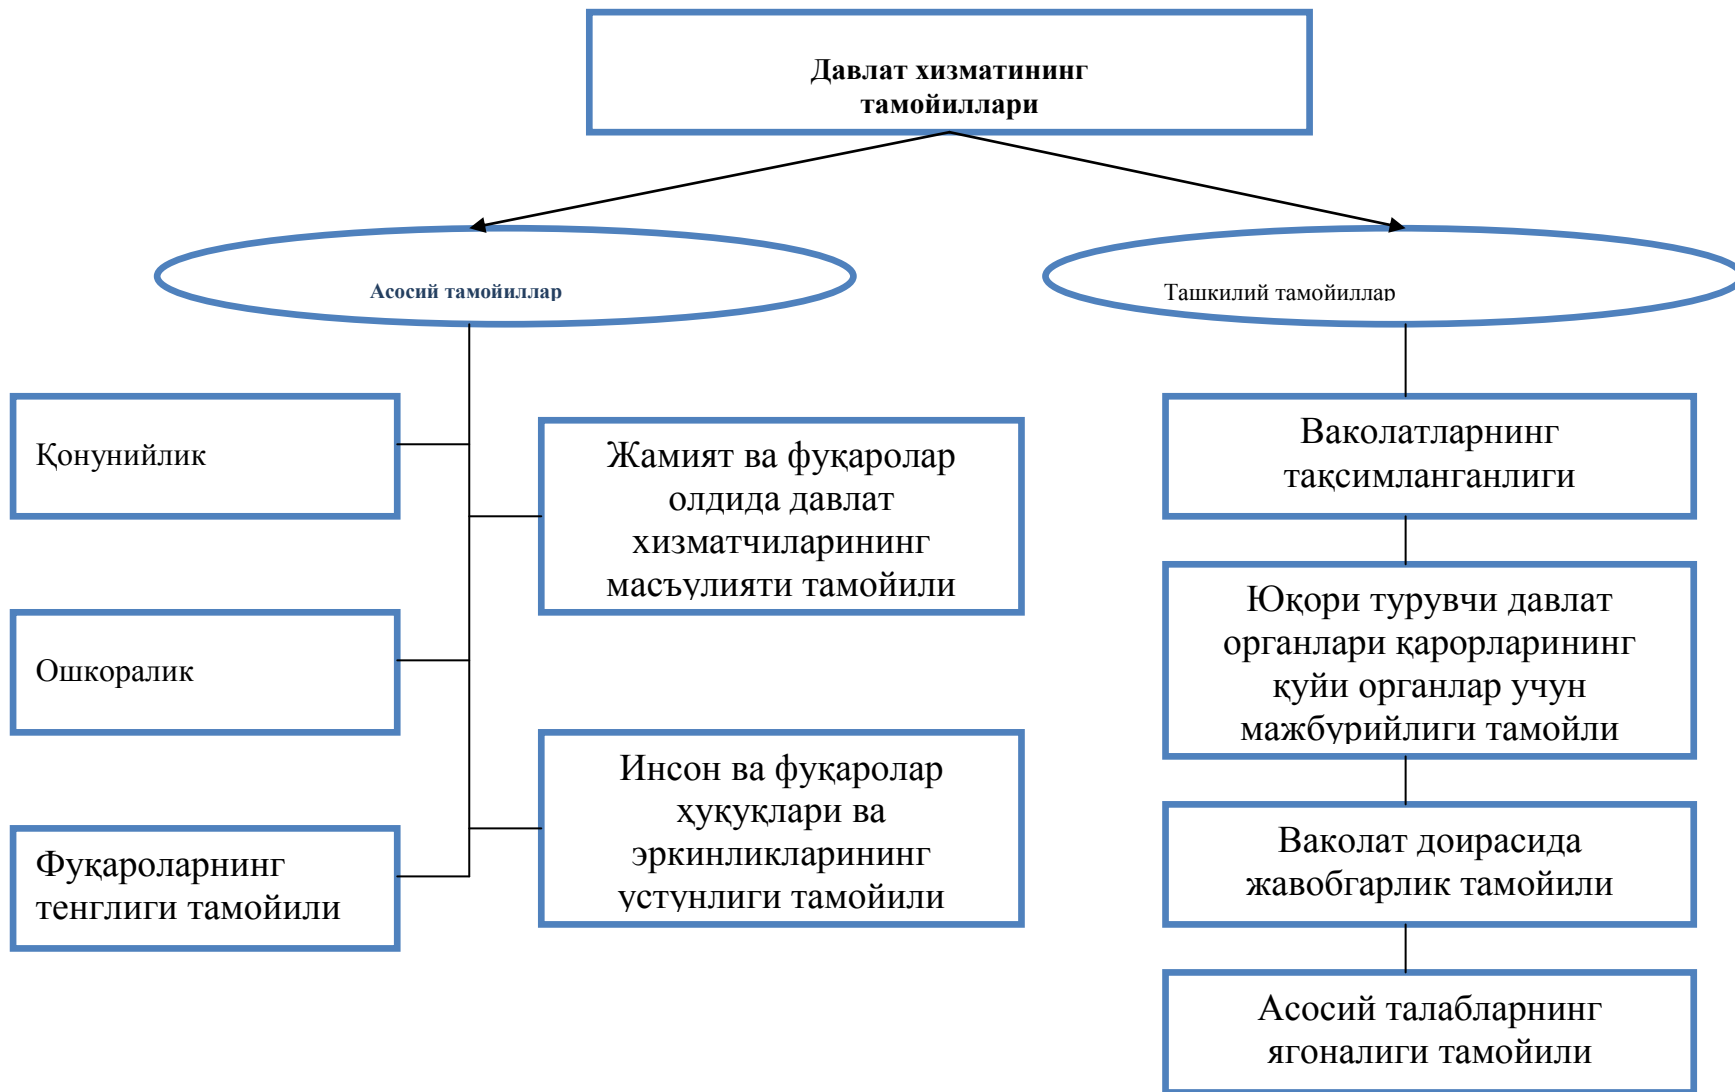 Давлат хизматининг
тамойиллари
Асосий тамойиллар
Ташкилий тамойиллар
Қонунийлик
Ошкоралик
Фуқароларнинг
тенглиги тамойили
Жамият ва фуқаролар
олдида давлат
хизматчиларининг
масъулияти тамойили
Инсон ва фуқаролар
ҳуқуқлари ва
эркинликларининг
устунлиги тамойили
Ваколатларнинг
тақсимланганлиги
Юқори турувчи давлат
органлари қарорларининг
қуйи органлар учун
мажбурийлиги тамойли
Ваколат доирасида
жавобгарлик тамойили
Асосий талабларнинг
ягоналиги тамойили